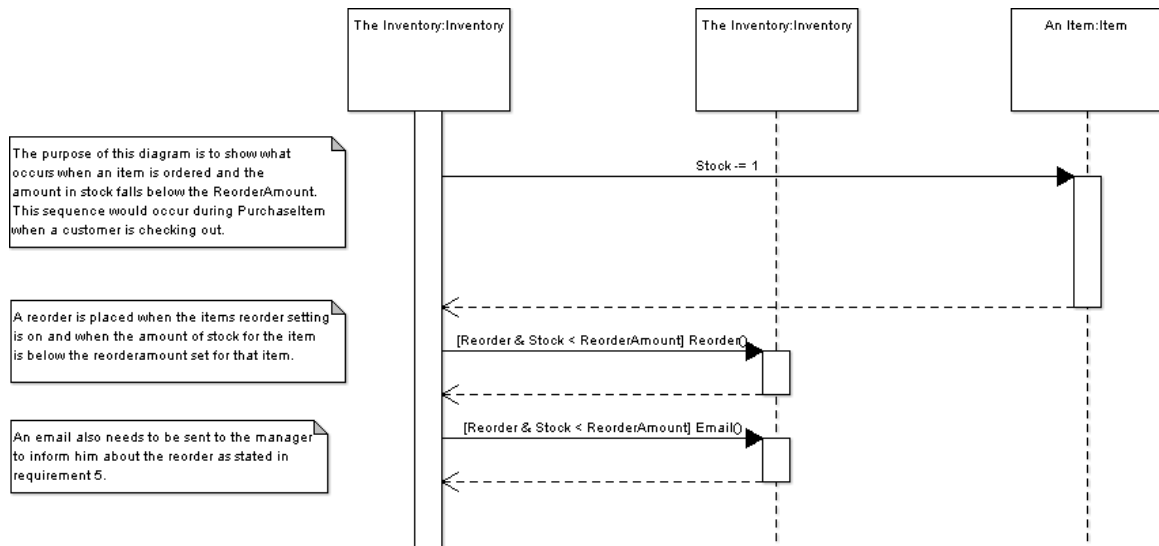 The Inventory:Inventory
The Inventory:Inventory
An Item:Item
The purpose of this diagram is to show what
occurs when an item is ordered and the
amount in stock falls below the ReorderAmount.
This sequence would occur during PurchaseItem
when a customer is checking out.
Stock -= 1
A reorder is placed when the items reorder setting
is on and when the amount of stock for the item
is below the reorderamount set for that item.
[Reorder & Stock < ReorderAmount] Reorder()
An email also needs to be sent to the manager
to inform him about the reorder as stated in
requirement 5.
[Reorder & Stock < ReorderAmount] Email()